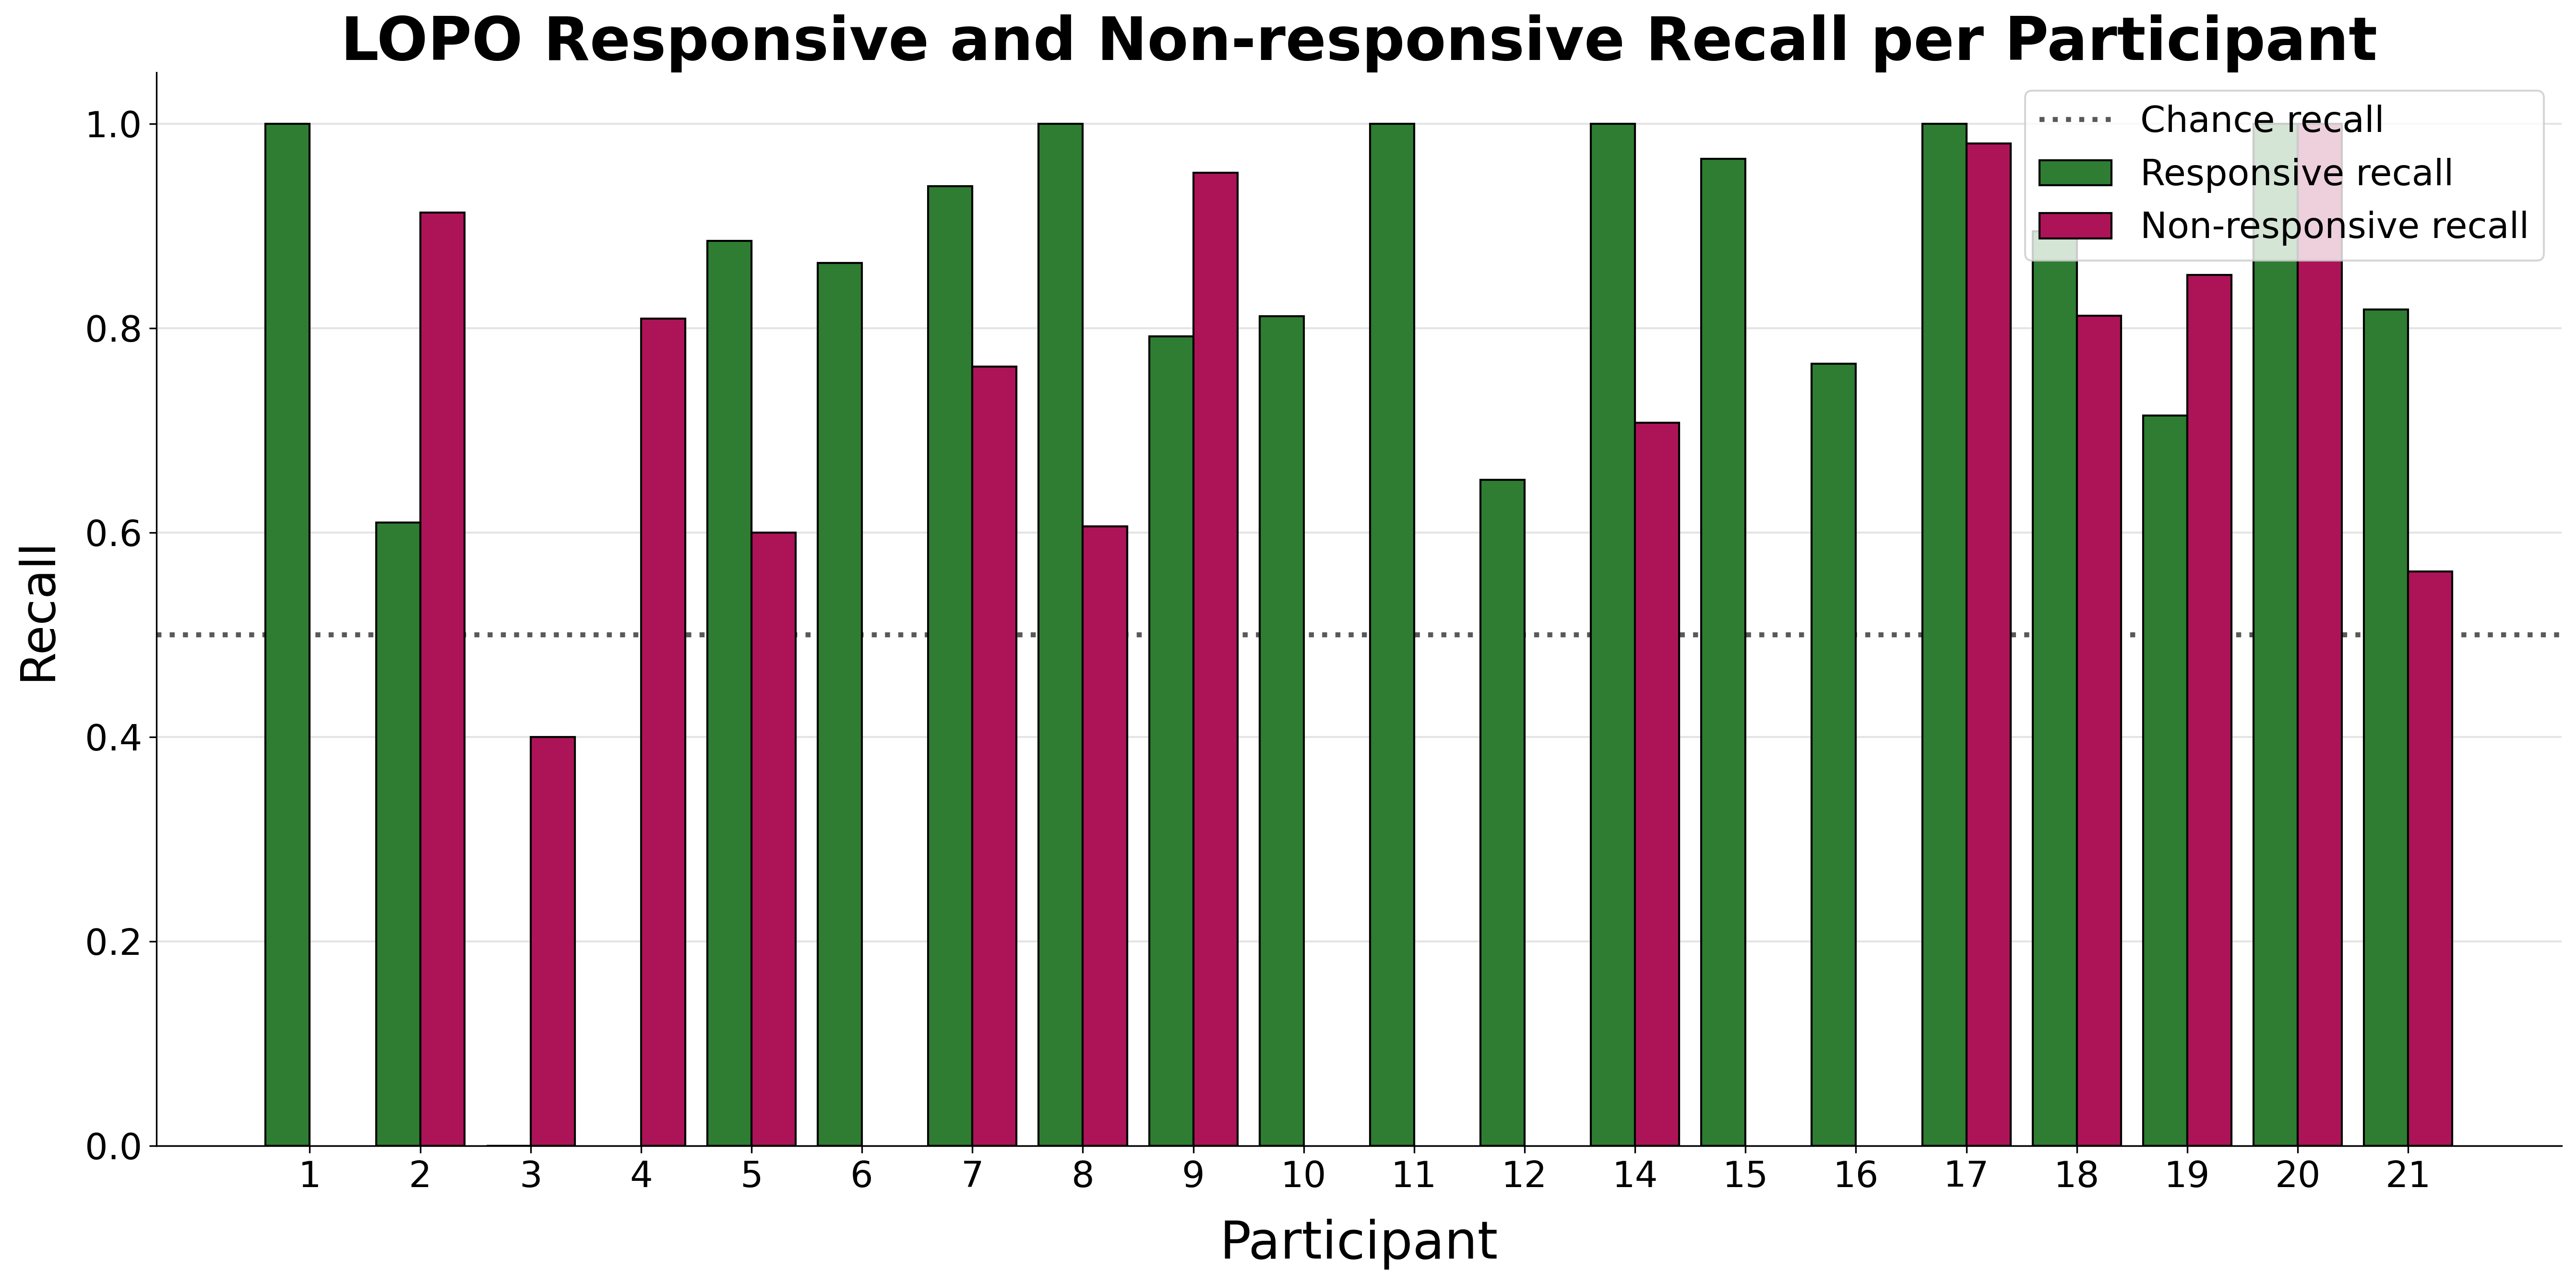 LOPO Responsive and Non-responsive Recall per Participant
1.0
0.8
0.6
0.4
0.2
0.0
Recall
Chance recall
Responsive recall
Non-responsive recall
1 2 3 4 5 6 7 8 9 10 11 12 14 15 16 17 18 19 20 21
Participant